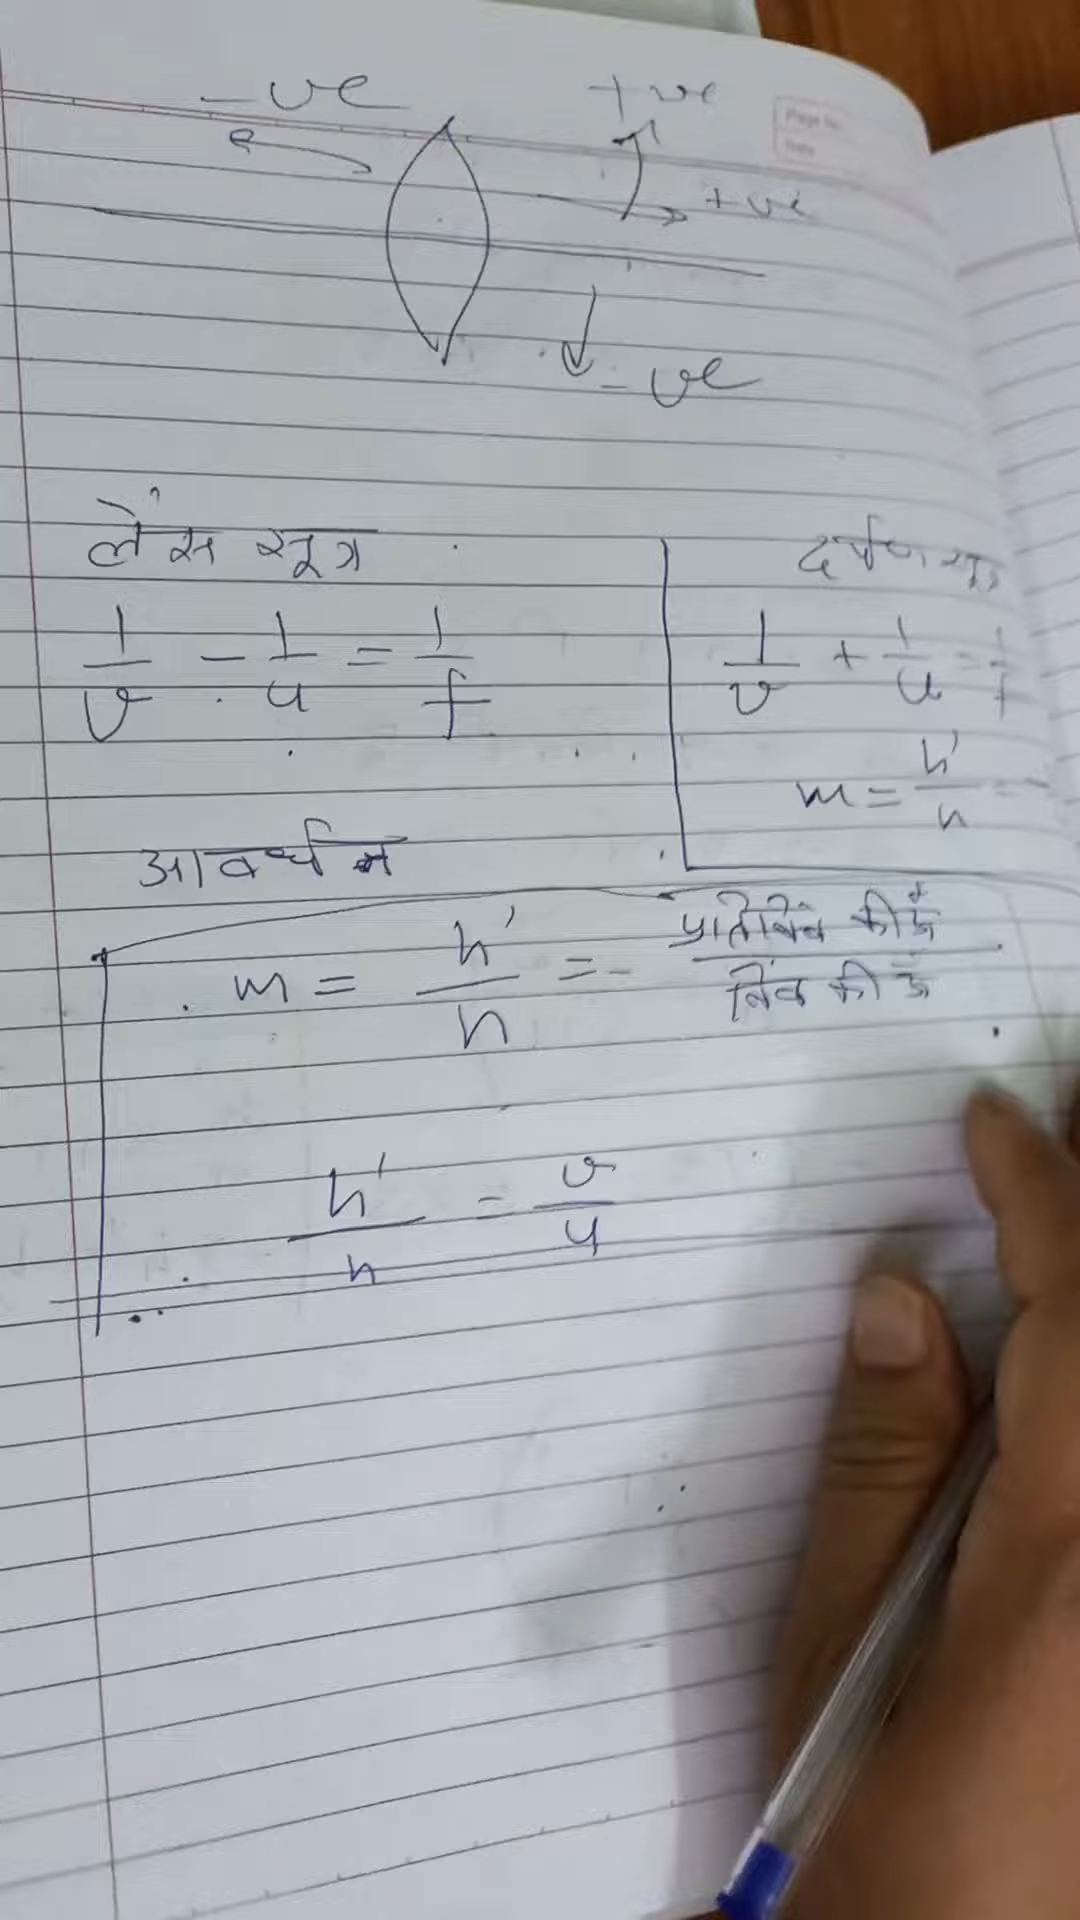 -ve
+ve
+ve
-ve
लेंस सूत्र
1/v - 1/u = 1/f
दर्पण सूत्र
1/v + 1/u = 1/f
m = h'/h = -
आवर्धन
m = h'/h = - प्रतिबिंब की ऊँ / बिंब की ऊँ
h'/h = v/u